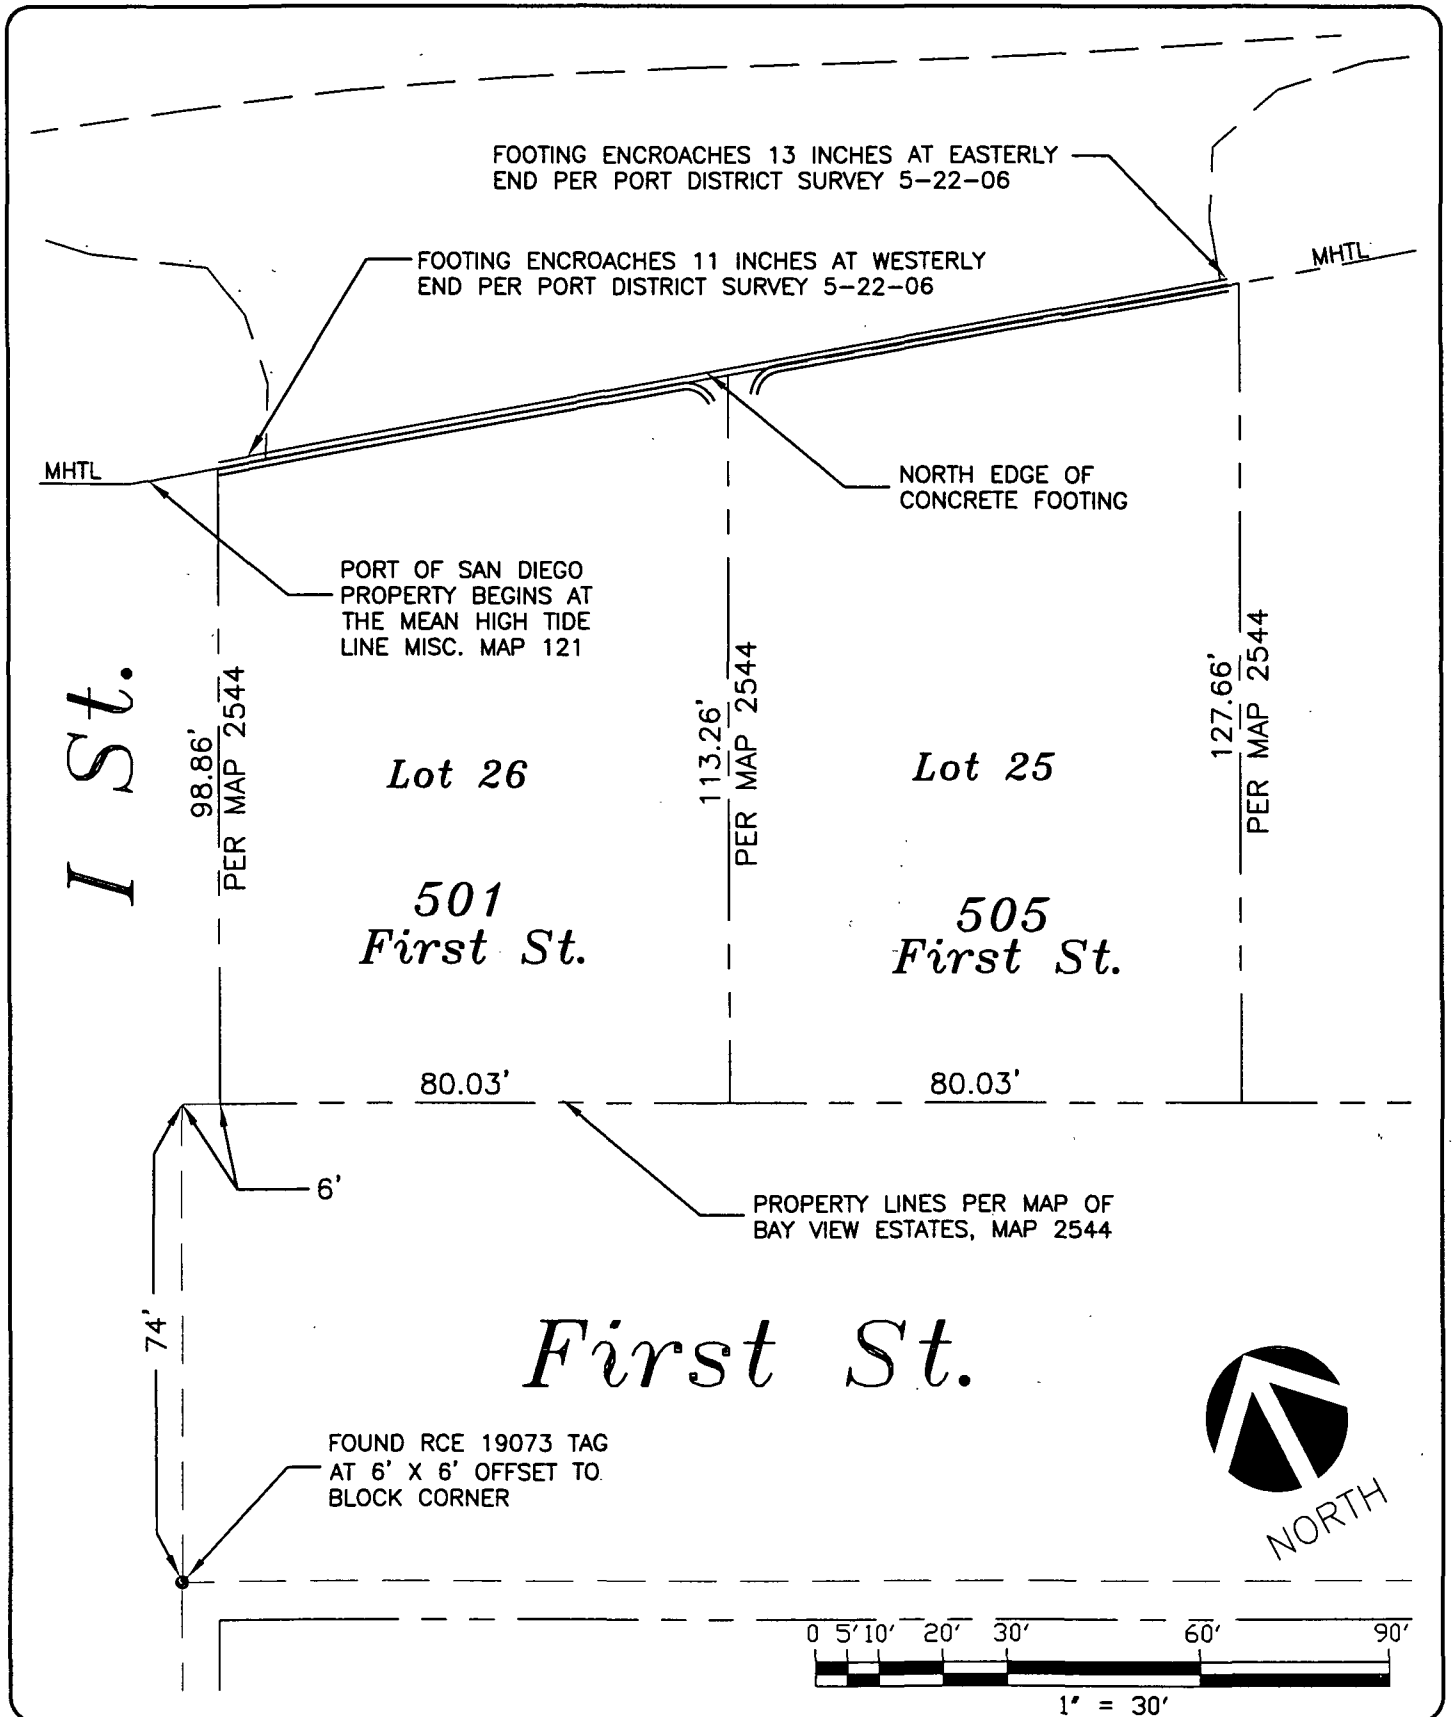 FOOTING ENCROACHES 13 INCHES AT EASTERLY
END PER PORT DISTRICT SURVEY 5-22-06
FOOTING ENCROACHES 11 INCHES AT WESTERLY
END PER PORT DISTRICT SURVEY 5-22-06
MHTL
MHTL
NORTH EDGE OF
CONCRETE FOOTING
PORT OF SAN DIEGO
PROPERTY BEGINS AT
THE MEAN HIGH TIDE
LINE MISC. MAP 121
I St.
98.86'
PER MAP 2544
113.26'
PER MAP 2544
127.66'
PER MAP 2544
Lot 26
Lot 25
501
First St.
505
First St.
80.03'
80.03'
6'
PROPERTY LINES PER MAP OF
BAY VIEW ESTATES, MAP 2544
74'
First St.
FOUND RCE 19073 TAG
AT 6' X 6' OFFSET TO
BLOCK CORNER
NORTH
0 5' 10' 20' 30' 60' 90'
1" = 30'